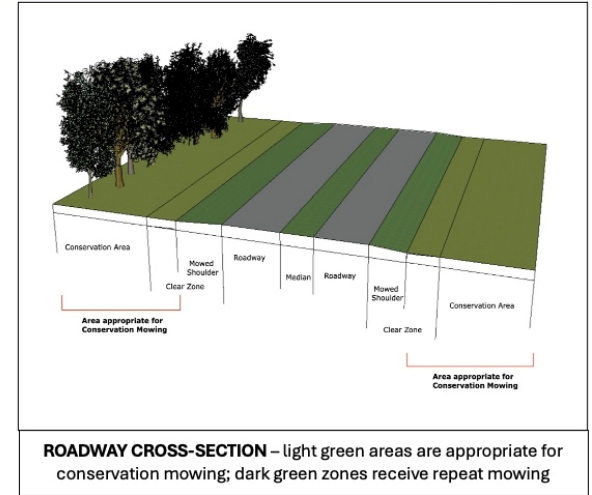 Conservation Area
Mowed
Shoulder
Clear Zone
Roadway
Median
Roadway
Mowed
Shoulder
Clear Zone
Conservation Area
Area appropriate for
Conservation Mowing
Area appropriate for
Conservation Mowing
ROADWAY CROSS-SECTION – light green areas are appropriate for
conservation mowing; dark green zones receive repeat mowing